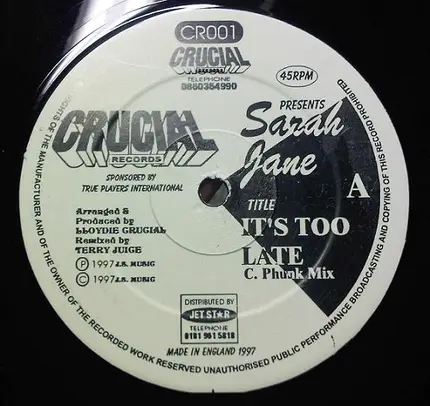 CR001
CRUCIAL
TELEPHONE
0860354990
45RPM
PRESENTS
Sarah
Jane
CRUCIAL
RECORDS
SPONSORED BY
TRUE PLAYERS INTERNATIONAL
A
TITLE
IT'S TOO
LATE
C. Phunk Mix
Arranged &
Produced by
LLOYDIE CRUCIAL
Remixed by
TERRY JUICE
Ⓟ 1997 J.S. MUSIC
© 1997 J.S. MUSIC
DISTRIBUTED BY
JET STAR
TELEPHONE
0181 961 5818
MADE IN ENGLAND 1997
RIGHTS OF THE MANUFACTURER AND OF THE OWNER OF THE RECORDED WORK RESERVED UNAUTHORISED PUBLIC PERFORMANCE BROADCASTING AND COPYING OF THIS RECORD PROHIBITED